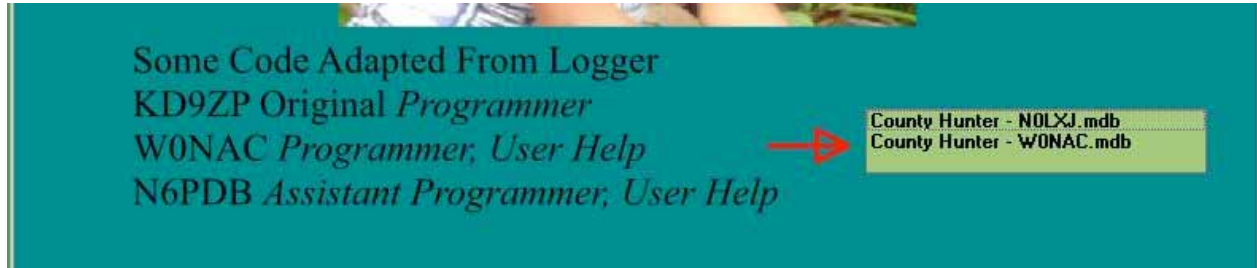 Some Code Adapted From Logger
KD9ZP Original Programmer
W0NAC Programmer, User Help
N6PDB Assistant Programmer, User Help
County Hunter - N0LXJ.mdb
County Hunter - W0NAC.mdb